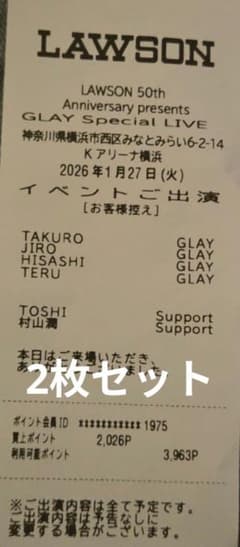 LAWSON
LAWSON 50th
Anniversary presents
GLAY Special LIVE
神奈川県横浜市西区みなとみらい6-2-14
Kアリーナ横浜
2026年1月27日(火)
イベントご出演
[お客様控え]
TAKURO GLAY
JIRO GLAY
HISASHI GLAY
TERU GLAY
TOSHI Support
村山潤 Support
本日はご来場いただき、
2枚セット
ポイント会員ID ***********1975
買上ポイント 2,026P
利用可能ポイント 3,963P
※ご出演内容は全て予定です。
ご出演内容は予告なしに
変更する場合がございます。